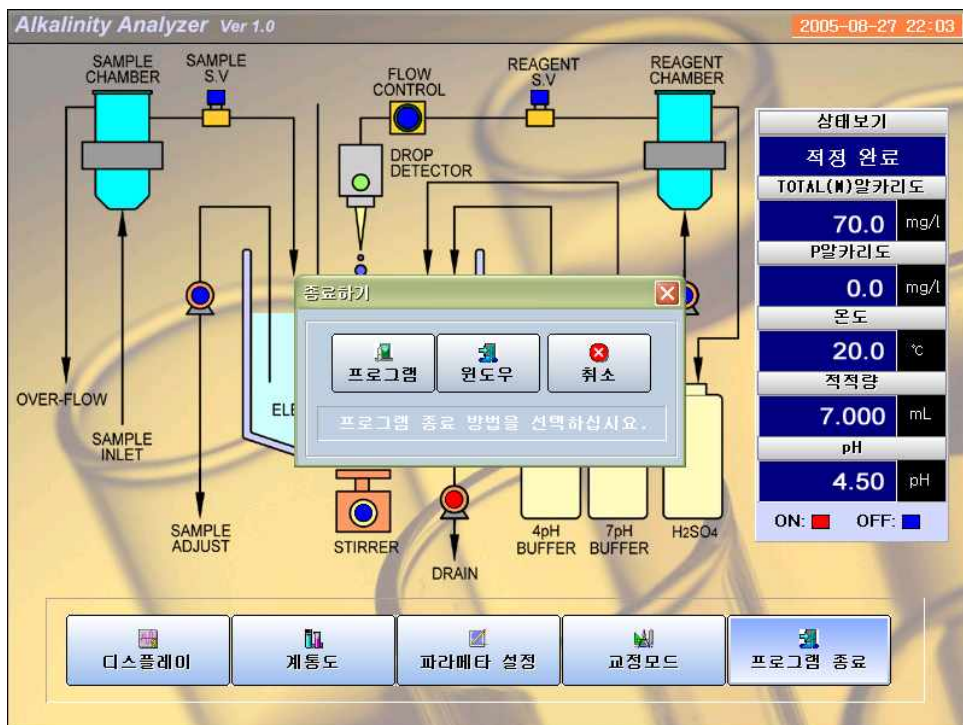 Alkalinity Analyzer Ver 1.0
2005-08-27 22:03
SAMPLE
CHAMBER
SAMPLE
S.V
FLOW
CONTROL
REAGENT
S.V
REAGENT
CHAMBER
DROP
DETECTOR
상태보기
적정 완료
TOTAL(M)알카리도
70.0 mg/l
P알카리도
0.0 mg/l
온도
20.0 ℃
적적량
7.000 mL
pH
4.50 pH
ON: OFF:
종료하기
프로그램
윈도우
취소
프로그램 종료 방법을 선택하십시요.
OVER-FLOW
SAMPLE
INLET
SAMPLE
ADJUST
STIRRER
DRAIN
4pH
BUFFER
7pH
BUFFER
H2SO4
디스플레이
계통도
파라메타 설정
교정모드
프로그램 종료